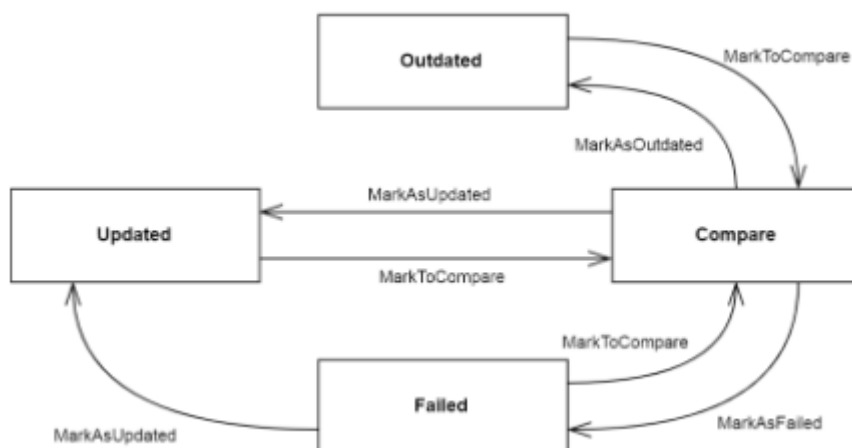 Outdated
MarkToCompare
MarkAsOutdated
MarkAsUpdated
Updated
Compare
MarkToCompare
MarkToCompare
Failed
MarkAsFailed
MarkAsUpdated